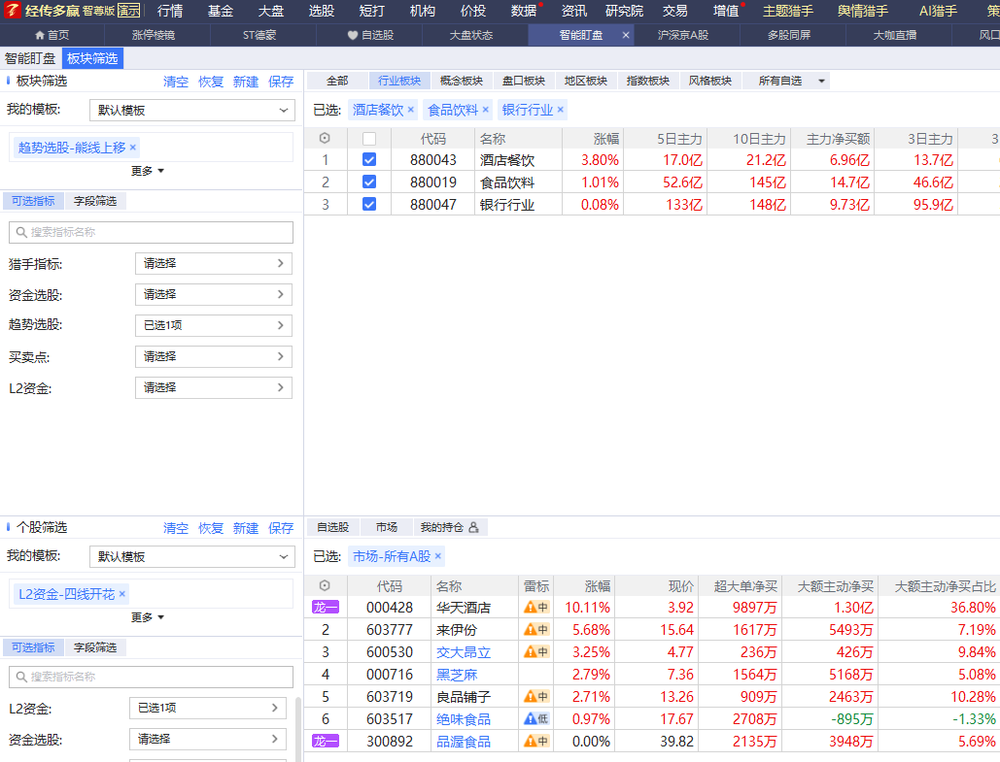 经传多赢 智尊版 演示 行情 基金 大盘 选股 短打 机构 价投 数据 资讯 研究院 交易 增值 主题猎手 舆情猎手 AI猎手 策
首页 涨停棱镜 ST德豪 自选股 大盘状态 智能盯盘 × 沪深京A股 多股同屏 大咖直播 风口
智能盯盘 板块筛选
板块筛选 清空 恢复 新建 保存
我的模板: 默认模板
趋势选股-熊线上移 ×
更多
可选指标 字段筛选
搜索指标名称
猎手指标: 请选择
资金选股: 请选择
趋势选股: 已选1项
买卖点: 请选择
L2资金: 请选择
全部 行业板块 概念板块 盘口板块 地区板块 指数板块 风格板块 所有自选
已选: 酒店餐饮 × 食品饮料 × 银行行业 ×
代码 名称 涨幅 5日主力 10日主力 主力净买额 3日主力 3
1 880043 酒店餐饮 3.80% 17.0亿 21.2亿 6.96亿 13.7亿
2 880019 食品饮料 1.01% 52.6亿 145亿 14.7亿 46.6亿
3 880047 银行行业 0.08% 133亿 148亿 9.73亿 95.9亿
个股筛选 清空 恢复 新建 保存
我的模板: 默认模板
L2资金-四线开花 ×
更多
可选指标 字段筛选
搜索指标名称
L2资金: 已选1项
资金选股: 请选择
自选股 市场 我的持仓
已选: 市场-所有A股 ×
代码 名称 雷标 涨幅 现价 超大单净买 大额主动净买 大额主动净买占比
龙一 000428 华天酒店 中 10.11% 3.92 9897万 1.30亿 36.80%
2 603777 来伊份 中 5.68% 15.64 1617万 5493万 7.19%
3 600530 交大昂立 中 3.25% 4.77 236万 426万 9.84%
4 000716 黑芝麻 2.79% 7.36 1564万 5168万 5.08%
5 603719 良品铺子 中 2.71% 13.26 909万 2463万 10.28%
6 603517 绝味食品 低 0.97% 17.67 2708万 -895万 -1.33%
龙一 300892 品渥食品 中 0.00% 39.82 2135万 3948万 5.69%